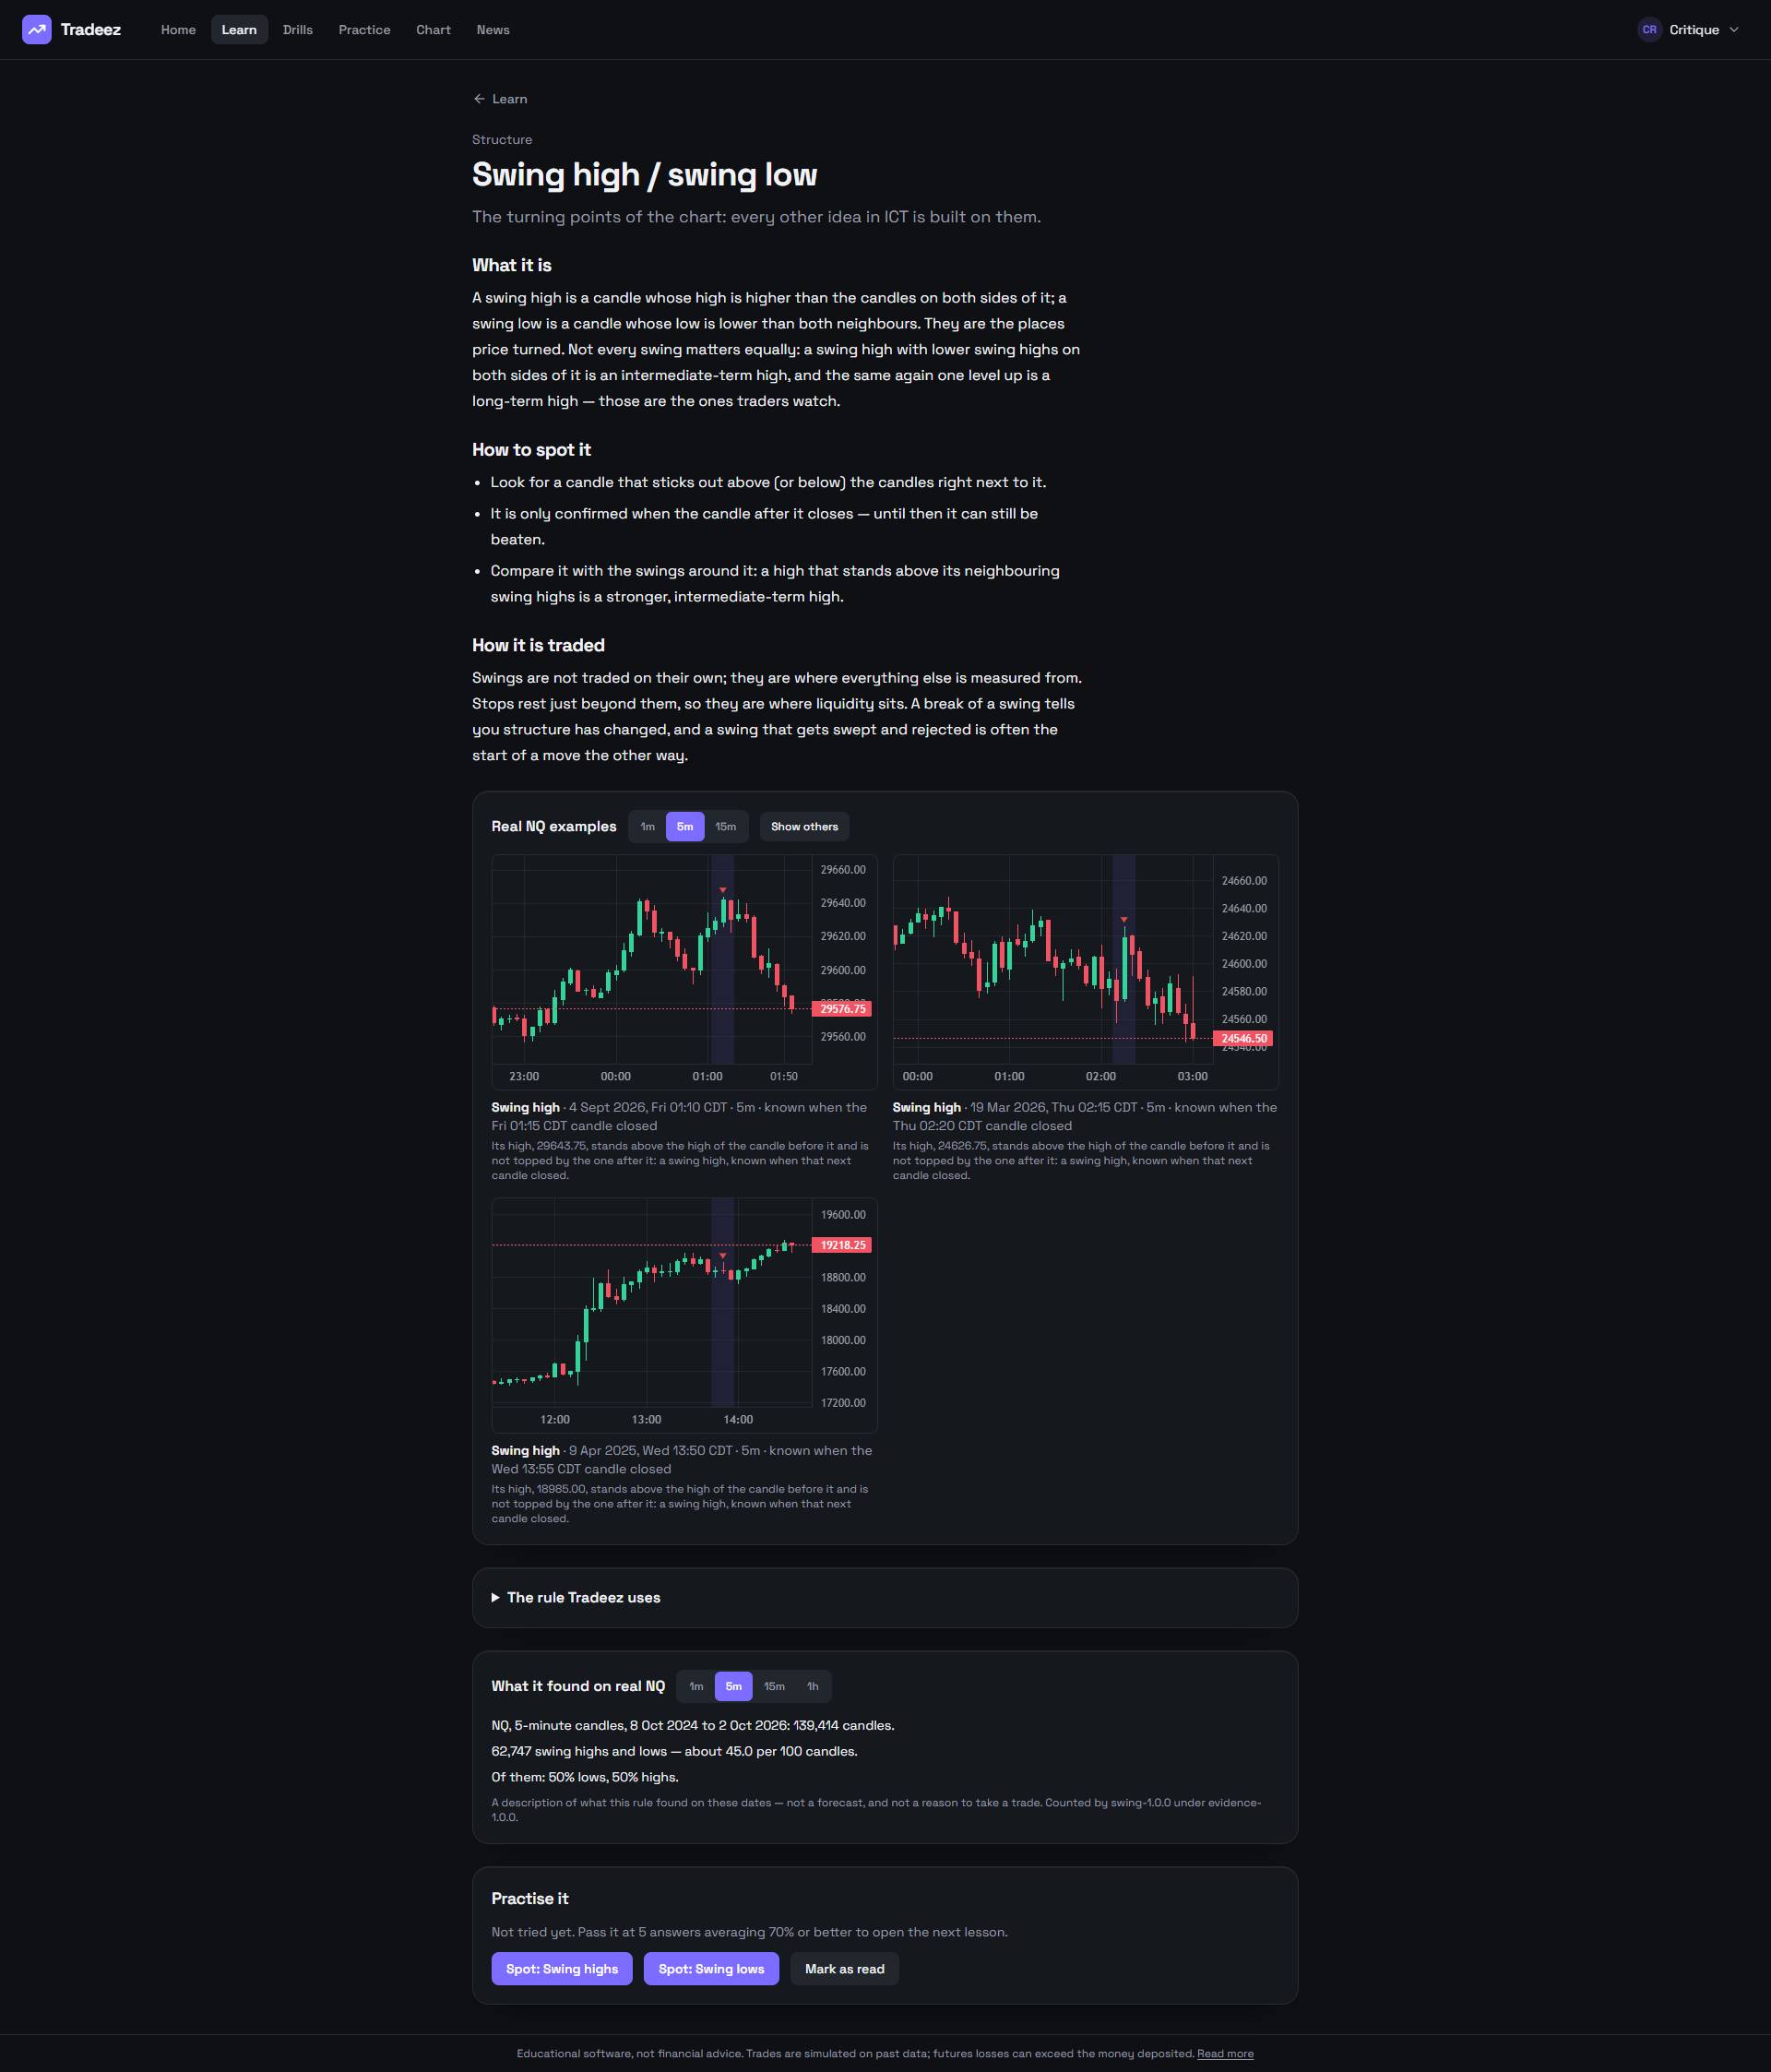 Tradeez
Home
Learn
Drills
Practice
Chart
News
CR
Critique
← Learn
Structure
Swing high / swing low
The turning points of the chart: every other idea in ICT is built on them.
What it is
A swing high is a candle whose high is higher than the candles on both sides of it; a
swing low is a candle whose low is lower than both neighbours. They are the places
price turned. Not every swing matters equally: a swing high with lower swing highs on
both sides of it is an intermediate-term high, and the same again one level up is a
long-term high — those are the ones traders watch.
How to spot it
• Look for a candle that sticks out above (or below) the candles right next to it.
• It is only confirmed when the candle after it closes — until then it can still be
beaten.
• Compare it with the swings around it: a high that stands above its neighbouring
swing highs is a stronger, intermediate-term high.
How it is traded
Swings are not traded on their own; they are where everything else is measured from.
Stops rest just beyond them, so they are where liquidity sits. A break of a swing tells
you structure has changed, and a swing that gets swept and rejected is often the
start of a move the other way.
Real NQ examples
1m
5m
15m
Show others
29660.00
29640.00
29620.00
29600.00
29576.75
29560.00
23:00
00:00
01:00
01:50
Swing high · 4 Sept 2026, Fri 01:10 CDT · 5m · known when the
Fri 01:15 CDT candle closed
Its high, 29643.75, stands above the high of the candle before it and is
not topped by the one after it: a swing high, known when that next
candle closed.
24660.00
24640.00
24620.00
24600.00
24580.00
24560.00
24546.50
24540.00
00:00
01:00
02:00
03:00
Swing high · 19 Mar 2026, Thu 02:15 CDT · 5m · known when the
Thu 02:20 CDT candle closed
Its high, 24626.75, stands above the high of the candle before it and is
not topped by the one after it: a swing high, known when that next
candle closed.
19600.00
19218.25
18800.00
18400.00
18000.00
17600.00
17200.00
12:00
13:00
14:00
Swing high · 9 Apr 2025, Wed 13:50 CDT · 5m · known when the
Wed 13:55 CDT candle closed
Its high, 18985.00, stands above the high of the candle before it and is
not topped by the one after it: a swing high, known when that next
candle closed.
The rule Tradeez uses
What it found on real NQ
1m
5m
15m
1h
NQ, 5-minute candles, 8 Oct 2024 to 2 Oct 2026: 139,414 candles.
62,747 swing highs and lows — about 45.0 per 100 candles.
Of them: 50% lows, 50% highs.
A description of what this rule found on these dates — not a forecast, and not a reason to take a trade. Counted by swing-1.0.0 under evidence-
1.0.0.
Practise it
Not tried yet. Pass it at 5 answers averaging 70% or better to open the next lesson.
Spot: Swing highs
Spot: Swing lows
Mark as read
Educational software, not financial advice. Trades are simulated on past data; futures losses can exceed the money deposited. Read more